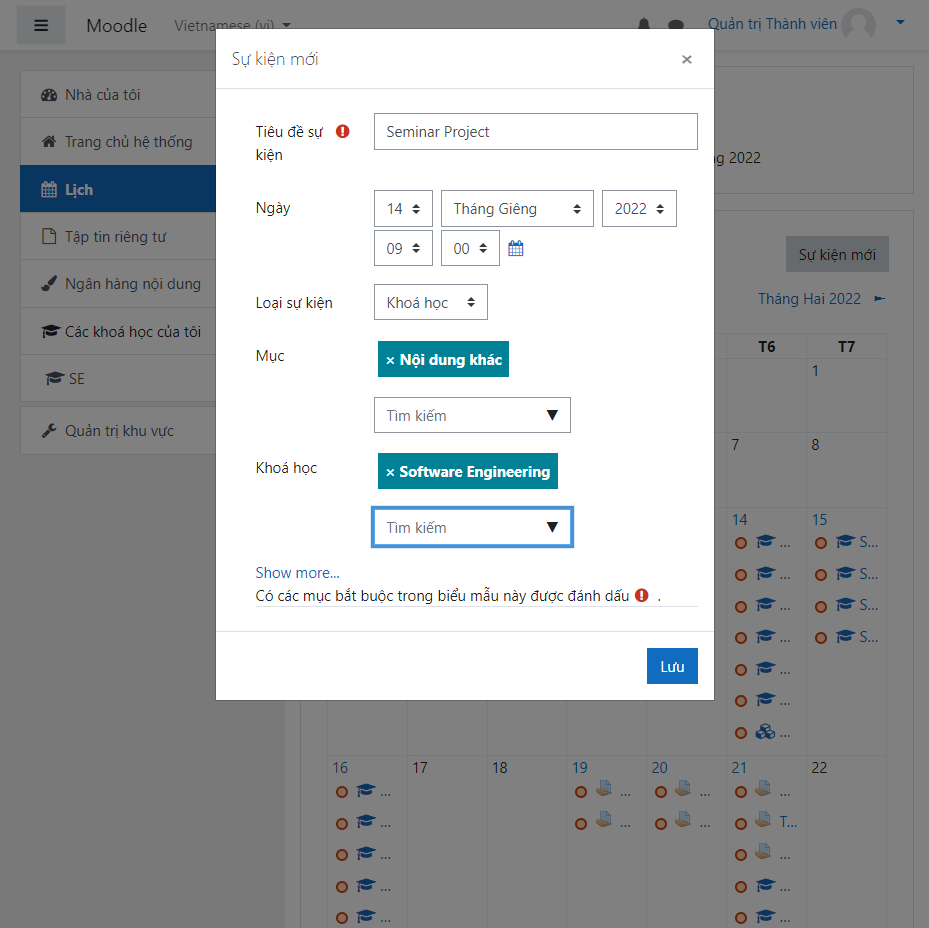 Moodle Vietnamese (vi) Quản trị Thành viên
Nhà của tôi
Trang chủ hệ thống
Lịch
Tập tin riêng tư
Ngân hàng nội dung
Các khoá học của tôi
SE
Quản trị khu vực
Sự kiện mới ×
Tiêu đề sự
kiện
Seminar Project
Ngày
14 Tháng Giêng 2022
09 00
Loại sự kiện Khoá học
Mục
× Nội dung khác
Tìm kiếm
Khoá học
× Software Engineering
Tìm kiếm
Show more...
Có các mục bắt buộc trong biểu mẫu này được đánh dấu .
Lưu
2022
Sự kiện mới
Tháng Hai 2022
T6 T7
1
7 8
14 15
... S...
... S...
... S...
... S...
...
...
...
16 17 18 19 20 21 22
... ... ... ...
... ... ... T...
... ...
... ...
... ...